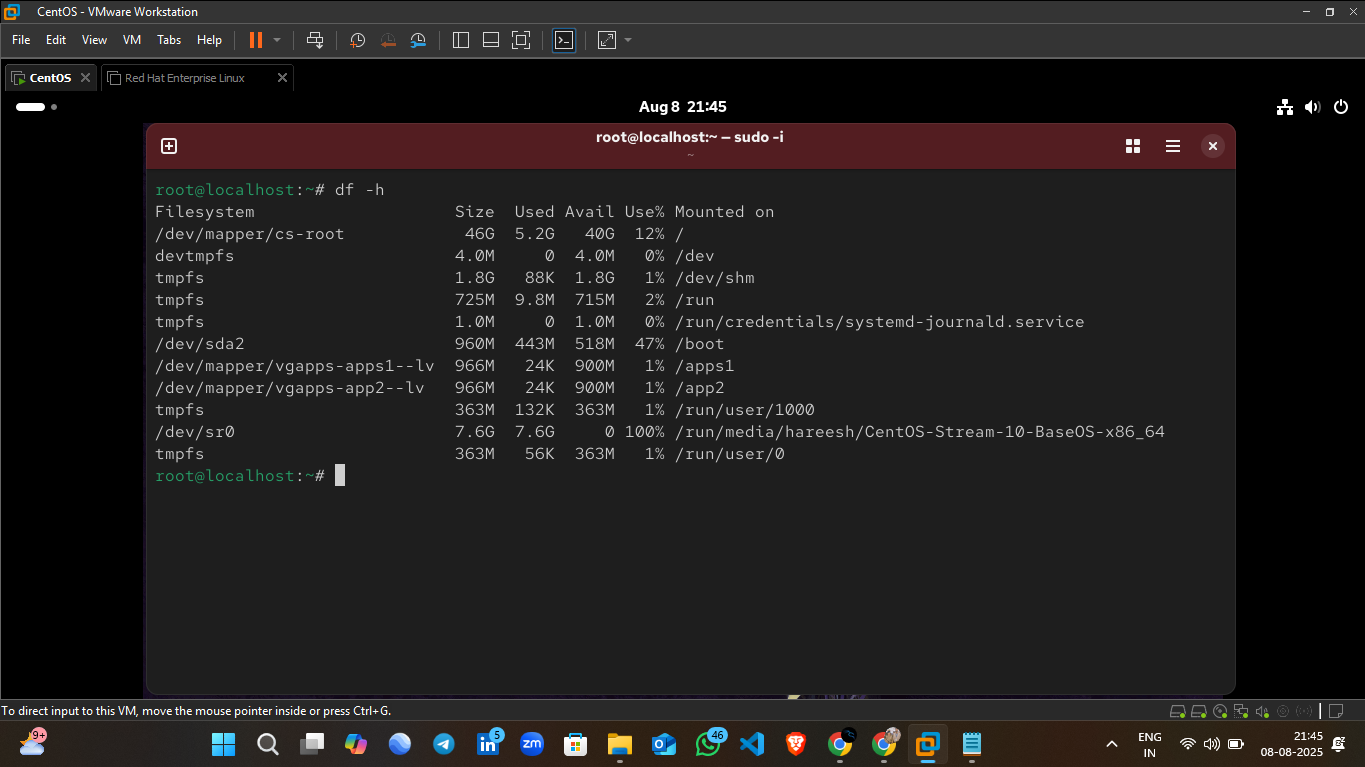 CentOS - VMware Workstation
File Edit View VM Tabs Help
CentOS Red Hat Enterprise Linux
Aug 8 21:45
root@localhost:~ — sudo -i
~
root@localhost:~# df -h
Filesystem Size Used Avail Use% Mounted on
/dev/mapper/cs-root 46G 5.2G 40G 12% /
devtmpfs 4.0M 0 4.0M 0% /dev
tmpfs 1.8G 88K 1.8G 1% /dev/shm
tmpfs 725M 9.8M 715M 2% /run
tmpfs 1.0M 0 1.0M 0% /run/credentials/systemd-journald.service
/dev/sda2 960M 443M 518M 47% /boot
/dev/mapper/vgapps-apps1--lv 966M 24K 900M 1% /apps1
/dev/mapper/vgapps-app2--lv 966M 24K 900M 1% /app2
tmpfs 363M 132K 363M 1% /run/user/1000
/dev/sr0 7.6G 7.6G 0 100% /run/media/hareesh/CentOS-Stream-10-BaseOS-x86_64
tmpfs 363M 56K 363M 1% /run/user/0
root@localhost:~#
To direct input to this VM, move the mouse pointer inside or press Ctrl+G.
9+ 5 zm 46 ENG 21:45
IN 08-08-2025